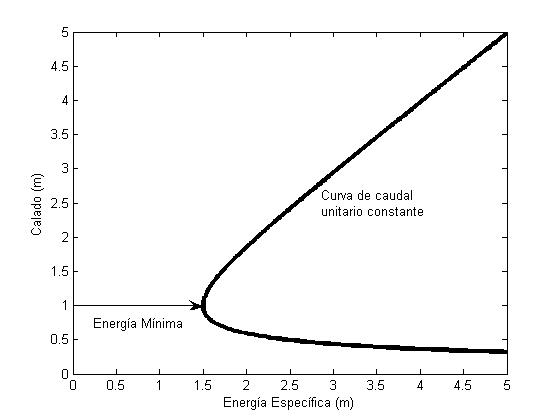 5
4.5
4
3.5
3
Curva de caudal
unitario constante
2.5
Calado (m)
2
1.5
1
Energía Mínima
0.5
0
0 0.5 1 1.5 2 2.5 3 3.5 4 4.5 5
Energía Específica (m)